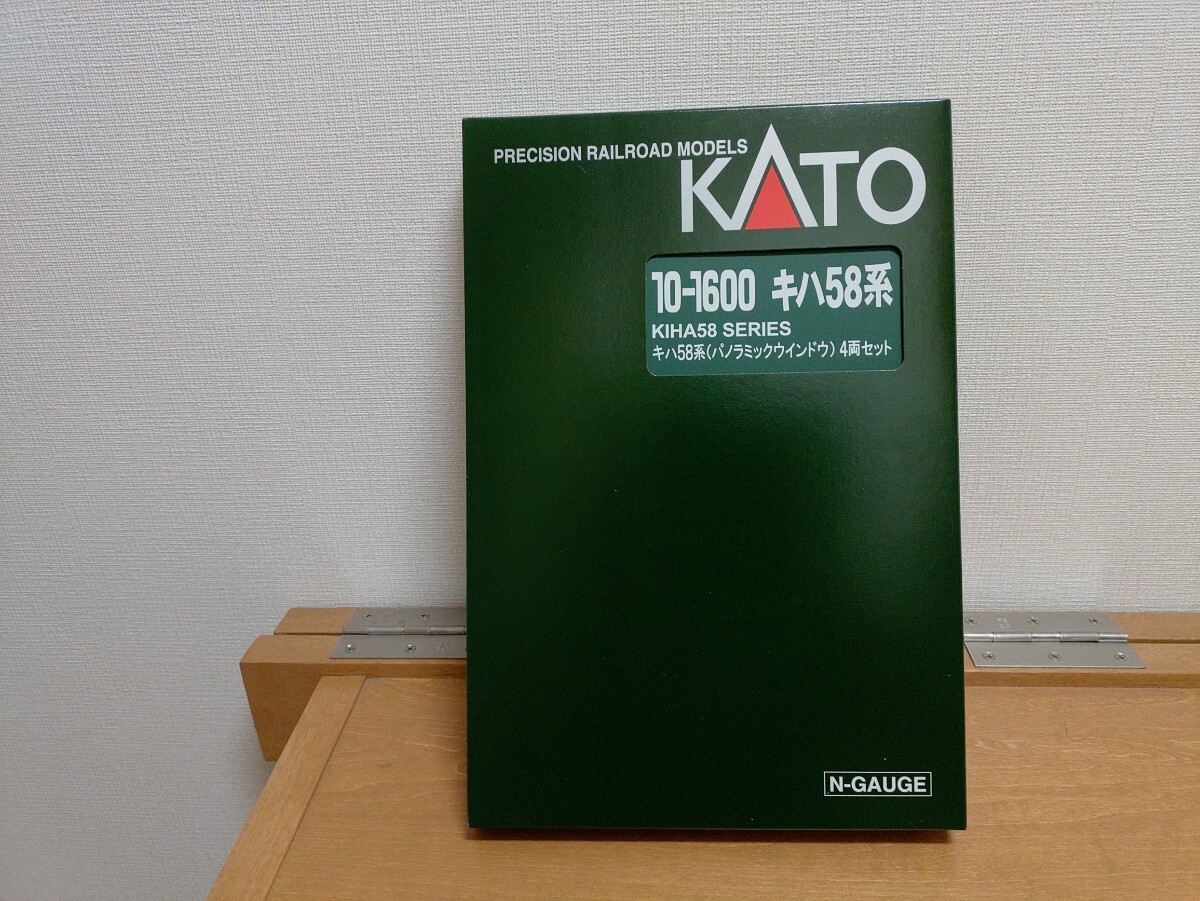 PRECISION RAILROAD MODELS
KATO
10-1600 キハ58系
KIHA58 SERIES
キハ58系(パノラミックウインドウ) 4両セット
N-GAUGE